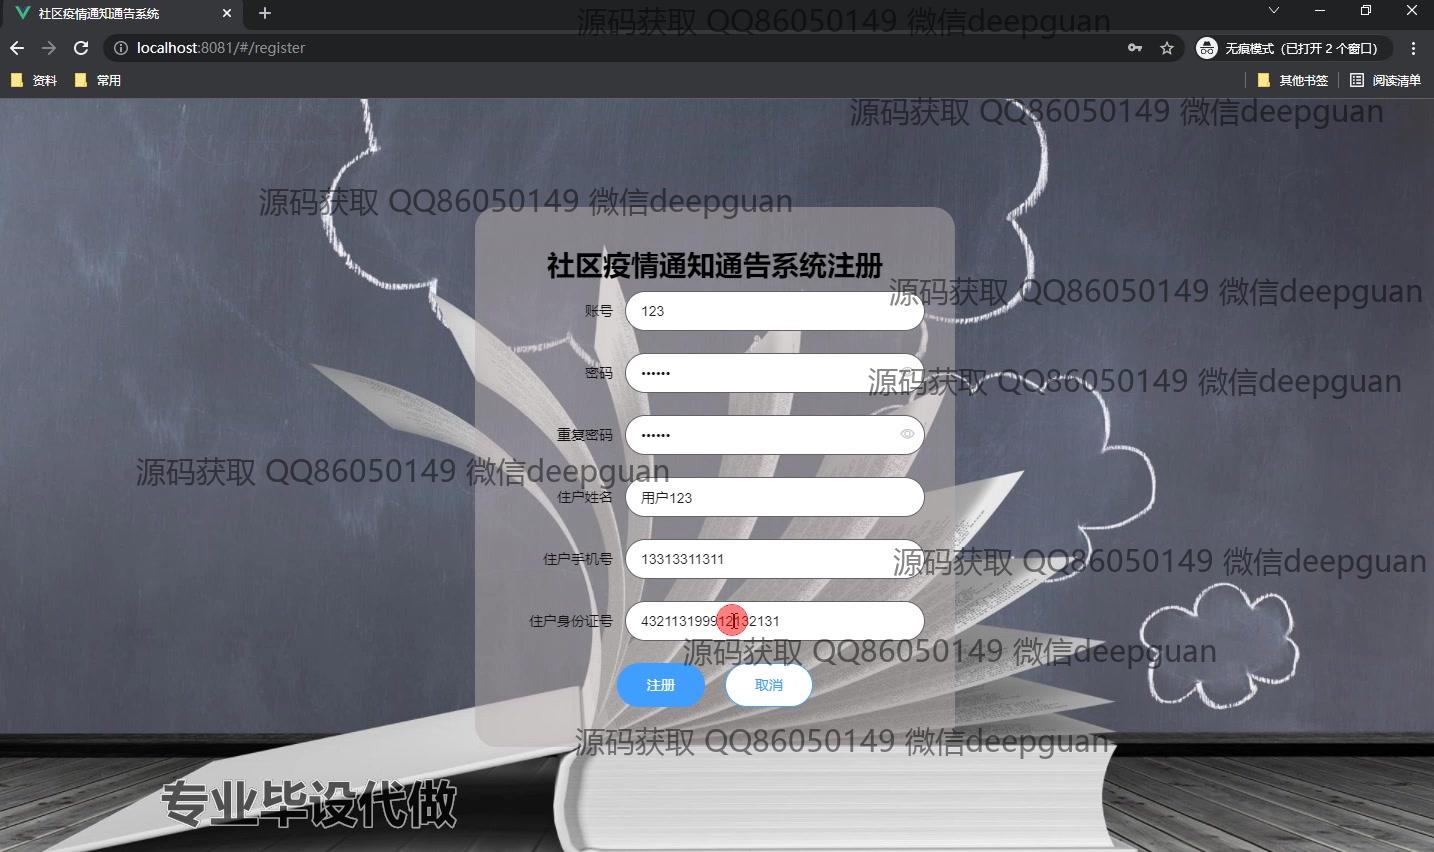 社区疫情通知通告系统
localhost:8081/#/register
无痕模式（已打开 2 个窗口）
资料 常用 其他书签 阅读清单
源码获取 QQ86050149 微信deepguan
源码获取 QQ86050149 微信deepguan
源码获取 QQ86050149 微信deepguan
社区疫情通知通告系统注册
源码获取 QQ86050149 微信deepguan
账号 123
密码 ••••••
源码获取 QQ86050149 微信deepguan
重复密码 ••••••
源码获取 QQ86050149 微信deepguan
住户姓名 用户123
住户手机号 13313311311
源码获取 QQ86050149 微信deepguan
住户身份证号 432113199912132131
源码获取 QQ86050149 微信deepguan
注册 取消
源码获取 QQ86050149 微信deepguan
专业毕设代做